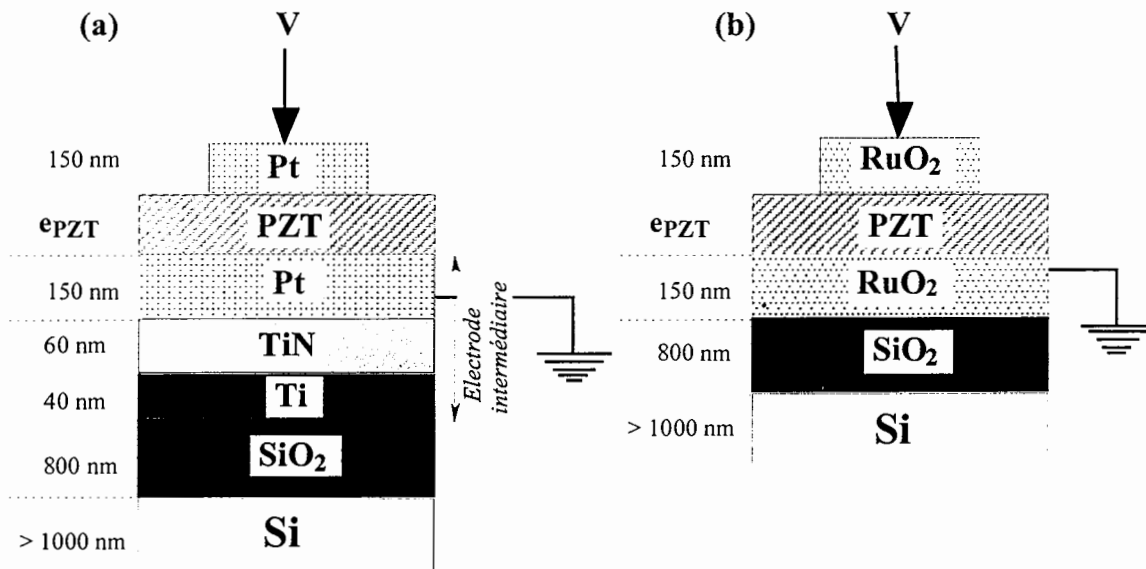 (a)
V
150 nm
Pt
ePZT
PZT
150 nm
Pt
60 nm
TiN
40 nm
Ti
800 nm
SiO2
> 1000 nm
Si
Electrode
intermédiaire
(b)
V
150 nm
RuO2
ePZT
PZT
150 nm
RuO2
800 nm
SiO2
> 1000 nm
Si